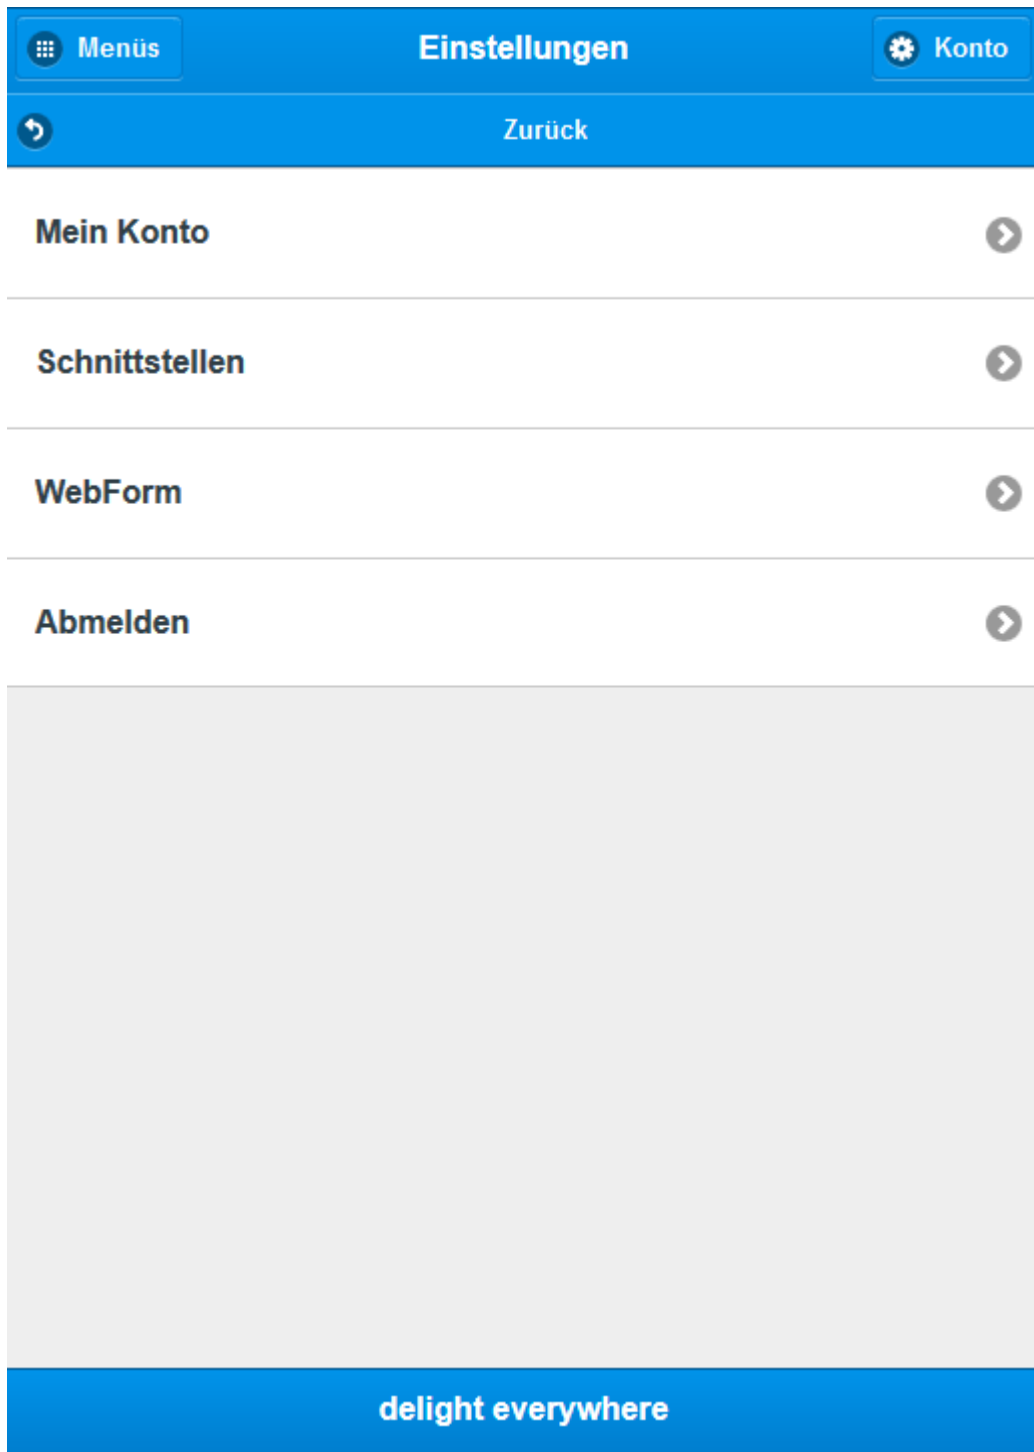 Menüs
Einstellungen
Konto
Zurück
Mein Konto
Schnittstellen
WebForm
Abmelden
delight everywhere